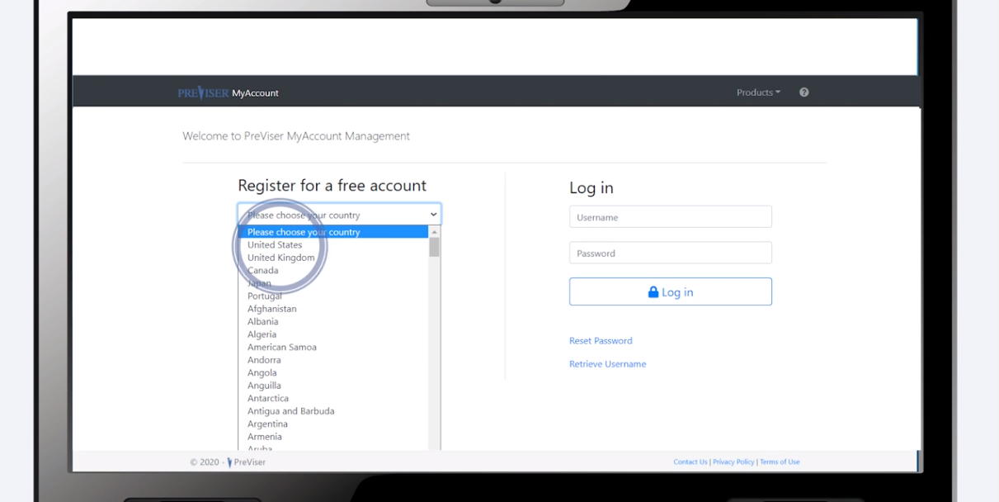 PREVISER MyAccount
Products
Welcome to PreViser MyAccount Management
Register for a free account
Please choose your country
Please choose your country
United States
United Kingdom
Canada
Japan
Portugal
Afghanistan
Albania
Algeria
American Samoa
Andorra
Angola
Anguilla
Antarctica
Antigua and Barbuda
Argentina
Armenia
Aruba
Log in
Username
Password
Log in
Reset Password
Retrieve Username
© 2020 - PreViser
Contact Us | Privacy Policy | Terms of Use